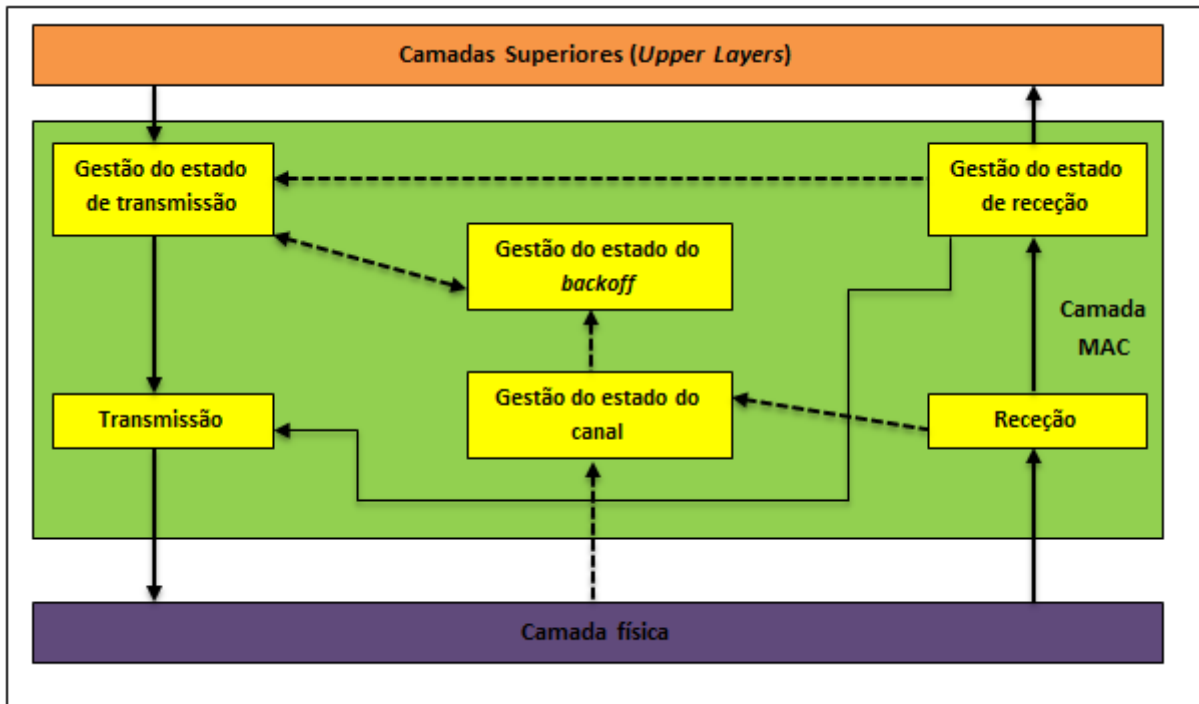 Camadas Superiores (Upper Layers)
Gestão do estado
de transmissão
Gestão do estado
de receção
Gestão do estado do
backoff
Camada
MAC
Transmissão
Gestão do estado do
canal
Receção
Camada física